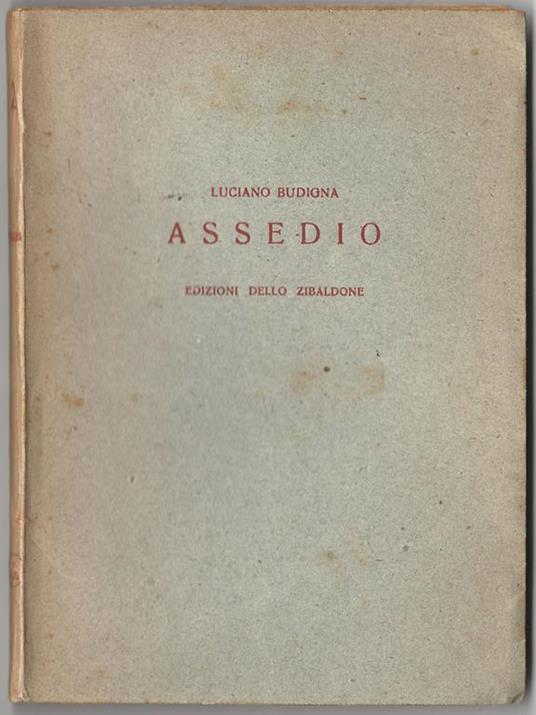 LUCIANO BUDIGNA
ASSEDIO
EDIZIONI DELLO ZIBALDONE